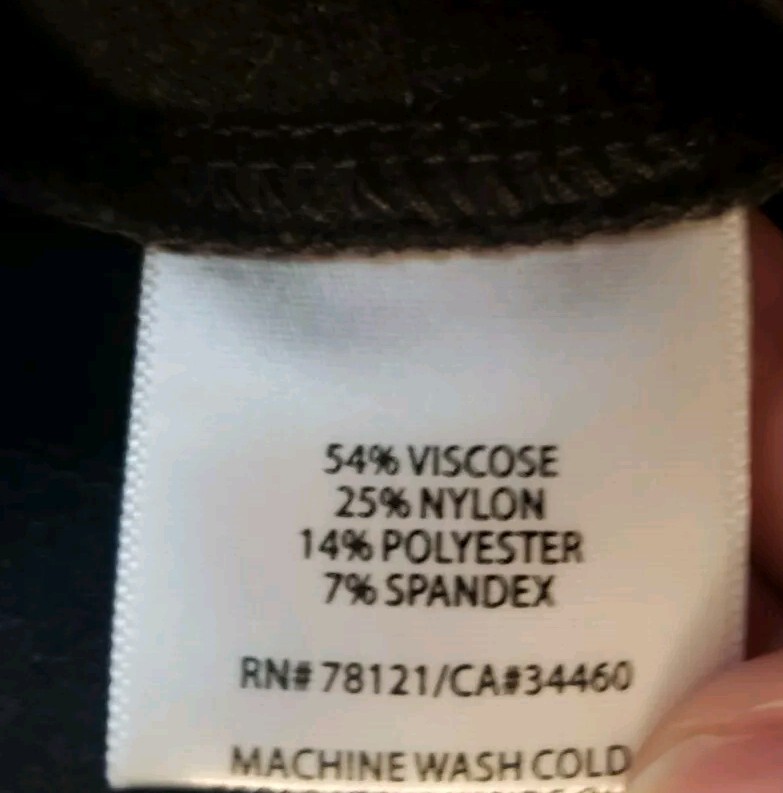 54% VISCOSE
25% NYLON
14% POLYESTER
7% SPANDEX
RN# 78121/CA#34460
MACHINE WASH COLD